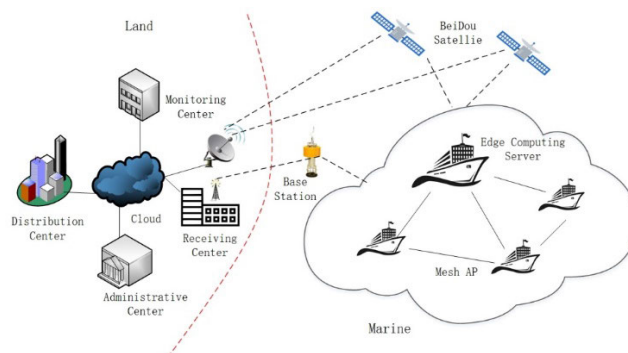 Land
BeiDou
Satellie
Monitoring
Center
Edge Computing
Server
Base
Station
Distribution
Center
Cloud
Receiving
Center
Mesh AP
Administrative
Center
Marine